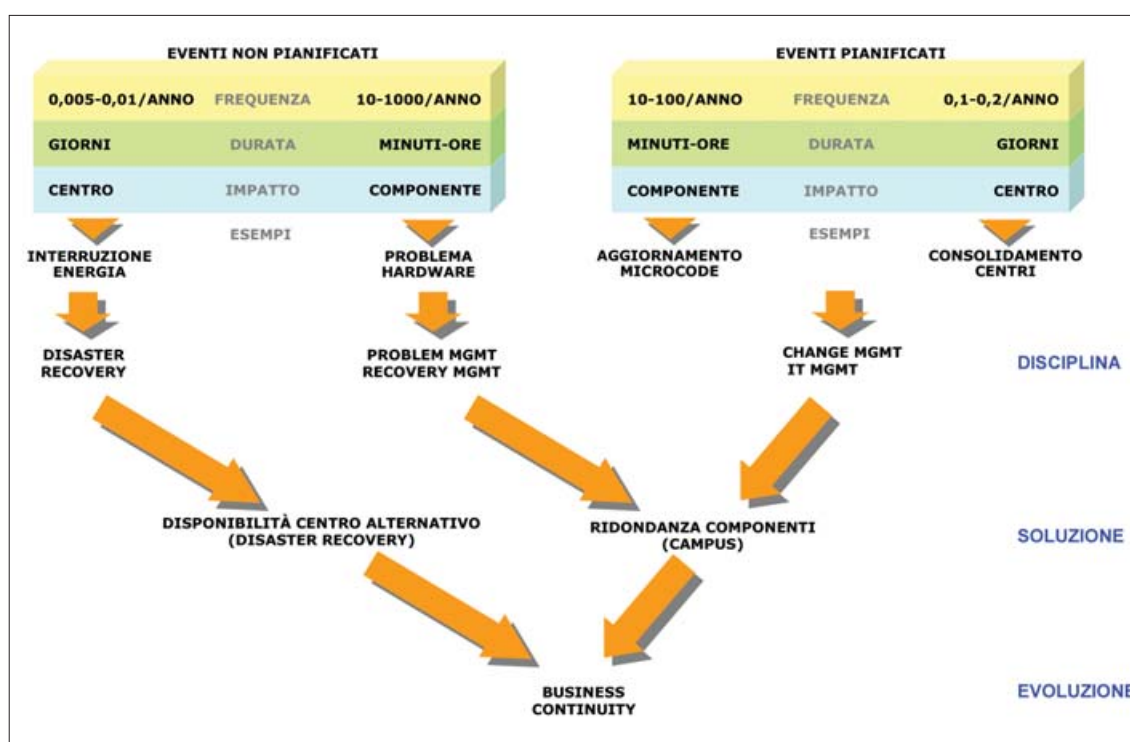 EVENTI NON PIANIFICATI
0,005-0,01/ANNO FREQUENZA 10-1000/ANNO
GIORNI DURATA MINUTI-ORE
CENTRO IMPATTO COMPONENTE
ESEMPI
INTERRUZIONE
ENERGIA
PROBLEMA
HARDWARE
EVENTI PIANIFICATI
10-100/ANNO FREQUENZA 0,1-0,2/ANNO
MINUTI-ORE DURATA GIORNI
COMPONENTE IMPATTO CENTRO
ESEMPI
AGGIORNAMENTO
MICROCODE
CONSOLIDAMENTO
CENTRI
DISASTER
RECOVERY
PROBLEM MGMT
RECOVERY MGMT
CHANGE MGMT
IT MGMT
DISCIPLINA
DISPONIBILITÀ CENTRO ALTERNATIVO
(DISASTER RECOVERY)
RIDONDANZA COMPONENTI
(CAMPUS)
SOLUZIONE
BUSINESS
CONTINUITY
EVOLUZIONE